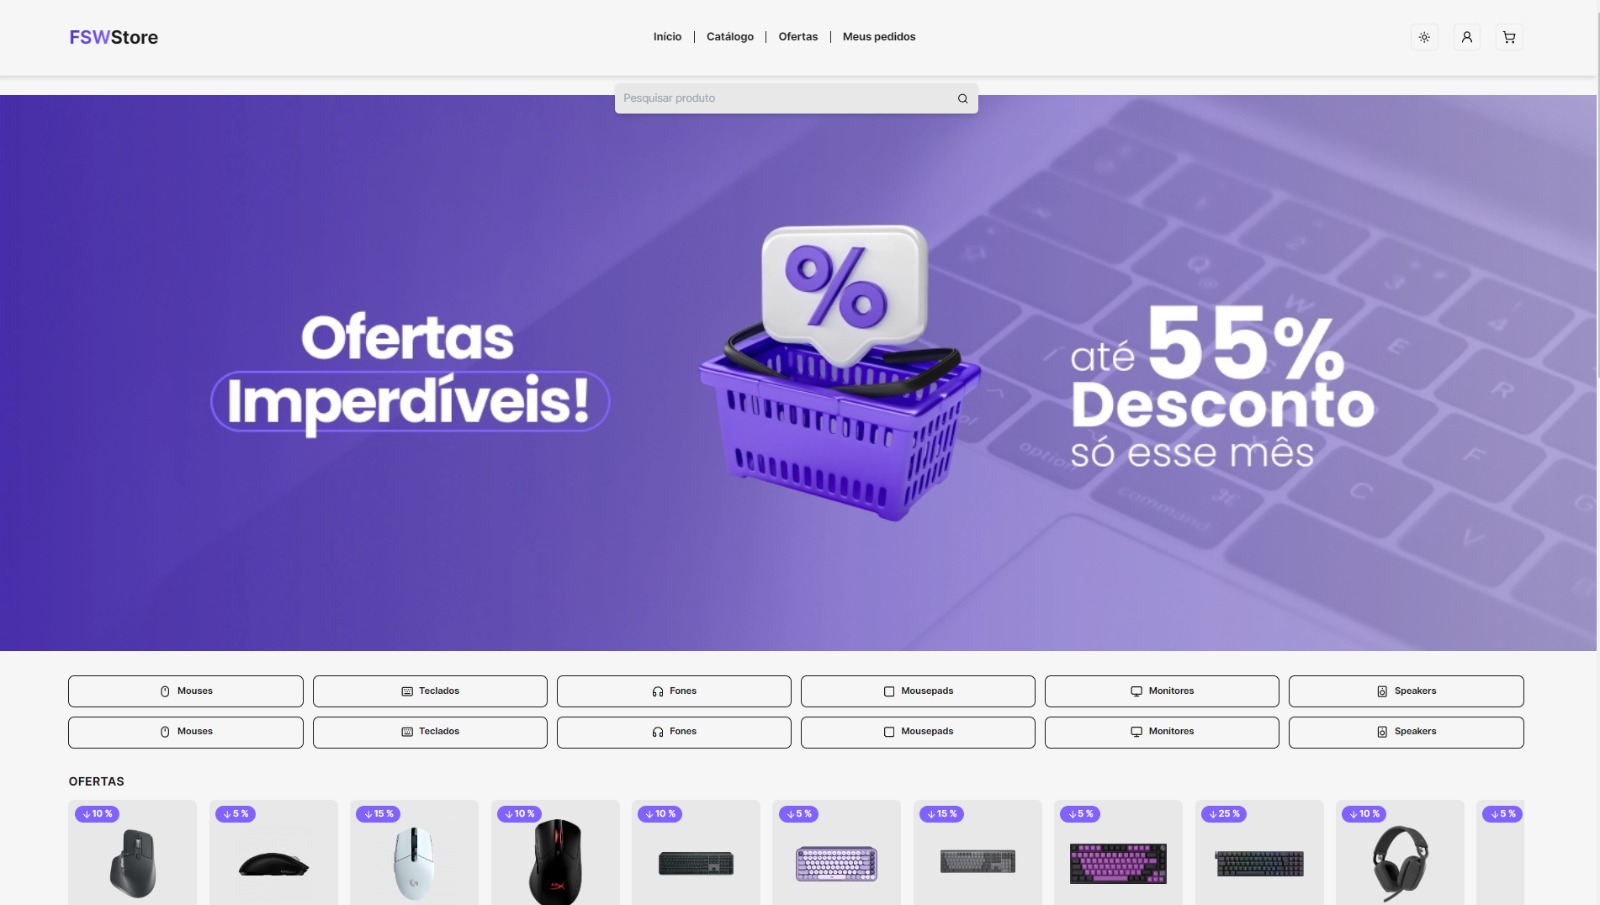 FSWStore
Início | Catálogo | Ofertas | Meus pedidos
Pesquisar produto
Ofertas
Imperdíveis!
%
até 55%
Desconto
só esse mês
option
command
Mouses
Teclados
Fones
Mousepads
Monitores
Speakers
Mouses
Teclados
Fones
Mousepads
Monitores
Speakers
OFERTAS
↓10 %
↓5 %
↓15 %
↓10 %
↓10 %
↓5 %
↓15 %
↓5 %
↓25 %
↓10 %
↓5 %